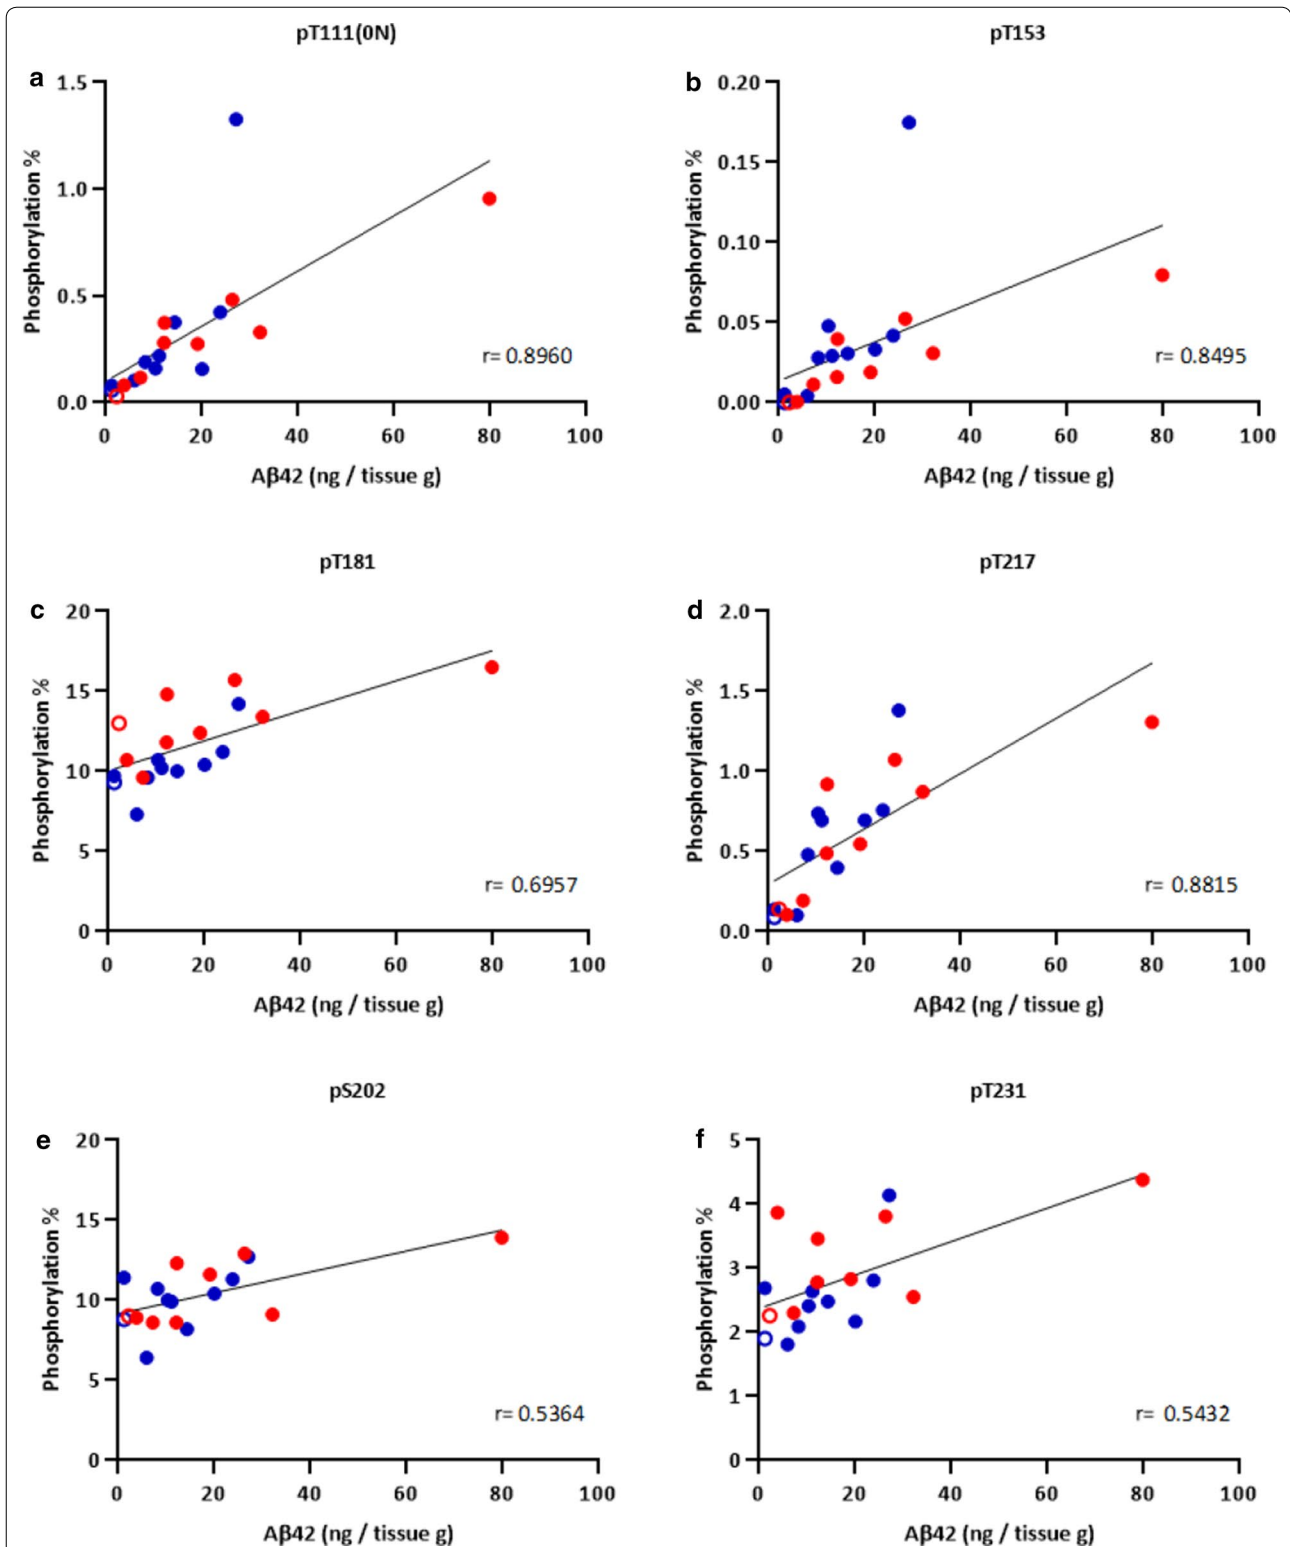 pT111(0N)
pT153
a
b
1.5
1.0
0.5
0.0
Phosphorylation %
r= 0.8960
0 20 40 60 80 100
Aβ42 (ng / tissue g)
0.20
0.15
0.10
0.05
0.00
Phosphorylation %
r= 0.8495
0 20 40 60 80 100
Aβ42 (ng / tissue g)
pT181
pT217
c
d
20
15
10
5
0
Phosphorylation %
r= 0.6957
0 20 40 60 80 100
Aβ42 (ng / tissue g)
2.0
1.5
1.0
0.5
0.0
Phosphorylation %
r= 0.8815
0 20 40 60 80 100
Aβ42 (ng / tissue g)
pS202
pT231
e
f
20
15
10
5
0
Phosphorylation %
r= 0.5364
0 20 40 60 80 100
Aβ42 (ng / tissue g)
5
4
3
2
1
0
Phosphorylation %
r= 0.5432
0 20 40 60 80 100
Aβ42 (ng / tissue g)